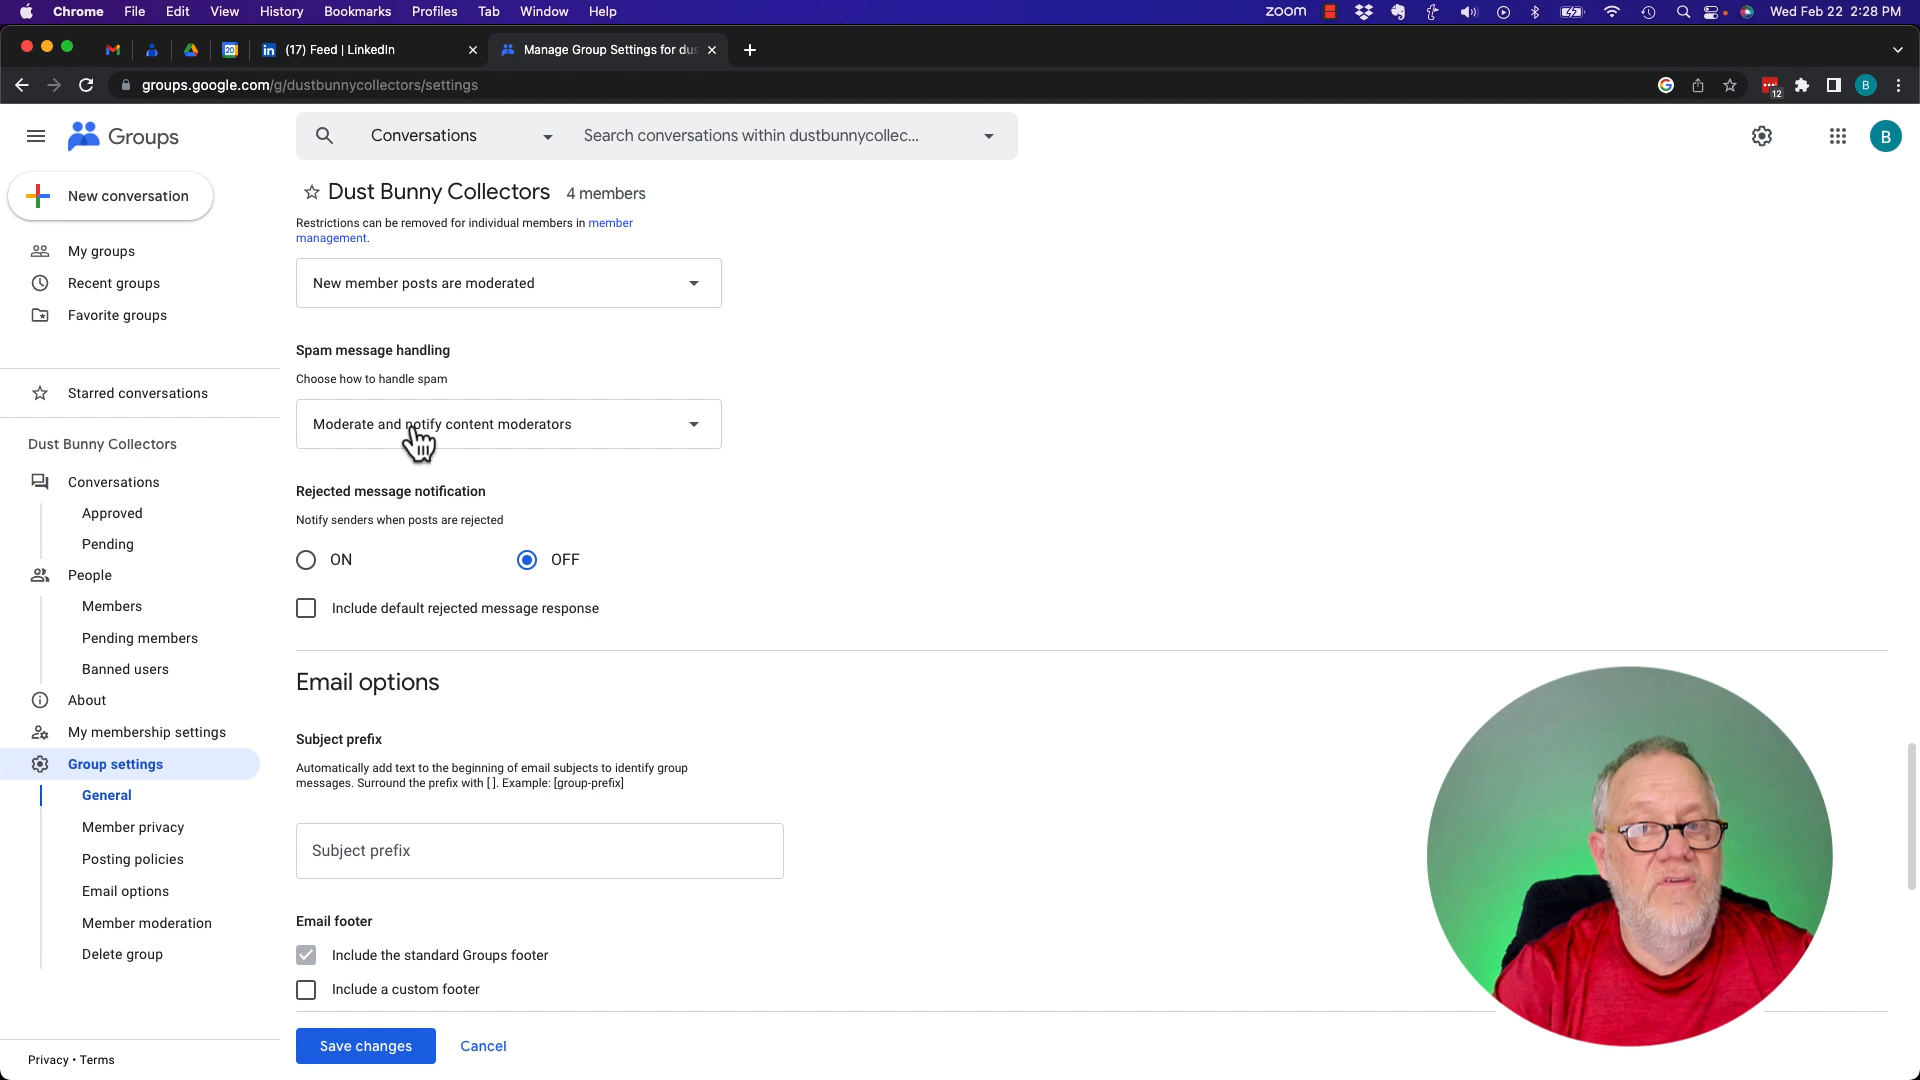 Chrome File Edit View History Bookmarks Profiles Tab Window Help zoom Wed Feb 22 2:28 PM
20 in (17) Feed | LinkedIn Manage Group Settings for dus
groups.google.com/g/dustbunnycollectors/settings 12 B
Groups Conversations Search conversations within dustbunnycollec... B
New conversation
My groups
Recent groups
Favorite groups
Starred conversations
Dust Bunny Collectors
Conversations
Approved
Pending
People
Members
Pending members
Banned users
About
My membership settings
Group settings
General
Member privacy
Posting policies
Email options
Member moderation
Delete group
Privacy • Terms
Dust Bunny Collectors 4 members
Restrictions can be removed for individual members in member
management.
New member posts are moderated
Spam message handling
Choose how to handle spam
Moderate and notify content moderators
Rejected message notification
Notify senders when posts are rejected
ON OFF
Include default rejected message response
Email options
Subject prefix
Automatically add text to the beginning of email subjects to identify group
messages. Surround the prefix with [ ]. Example: [group-prefix]
Subject prefix
Email footer
Include the standard Groups footer
Include a custom footer
Save changes Cancel